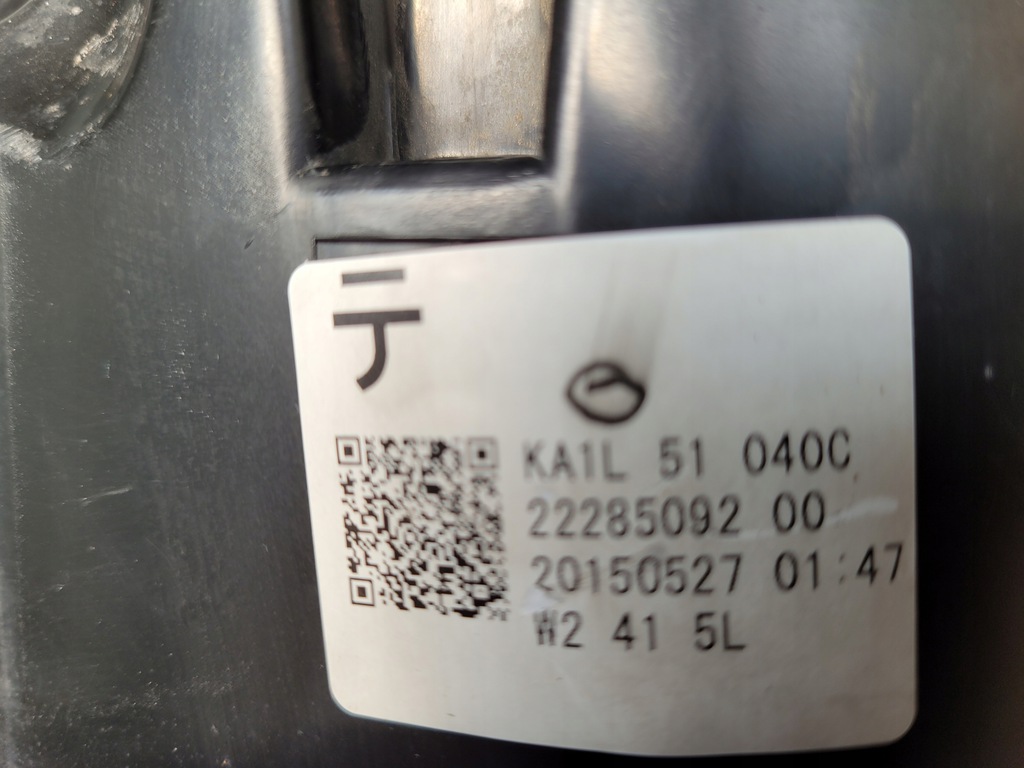 テ
KA1L 51 040C
22285092 00
20150527 01:47
W2 41 5L